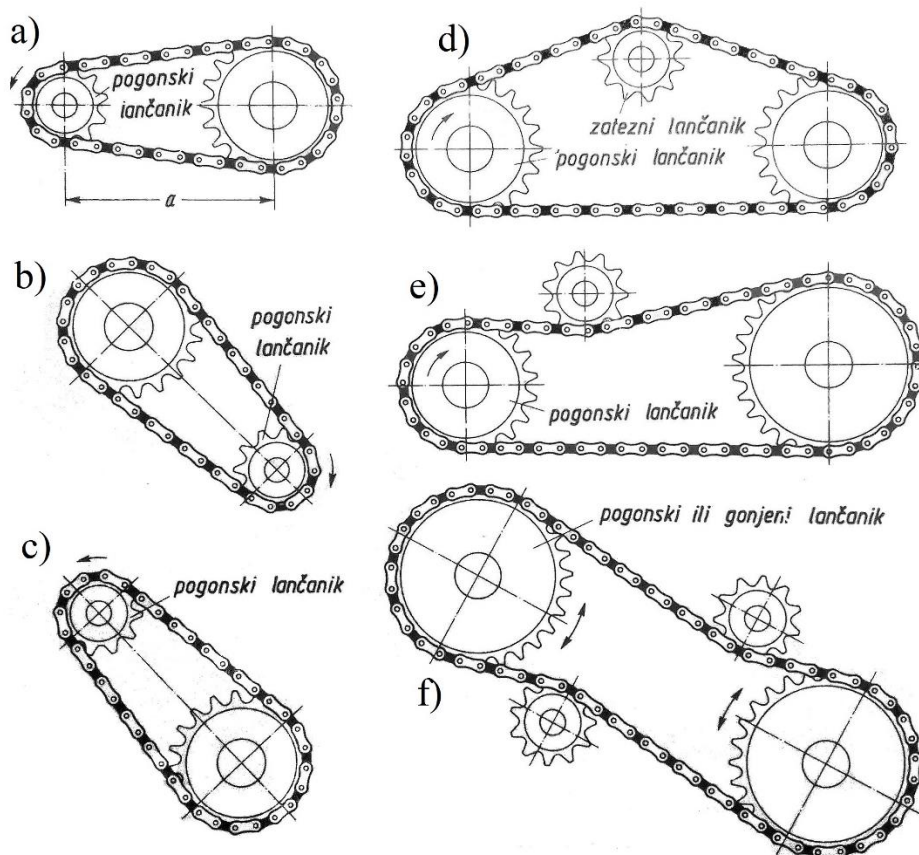 a)
pogonski
lančanik
a
b)
pogonski
lančanik
c)
pogonski lančanik
d)
zatezni lančanik
pogonski lančanik
e)
pogonski lančanik
pogonski ili gonjeni lančanik
f)